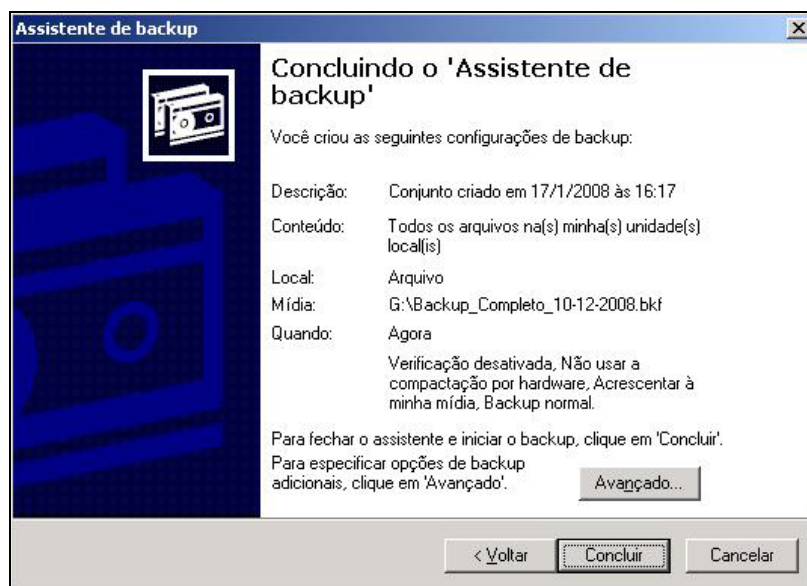 Assistente de backup
Concluindo o 'Assistente de
backup'
Você criou as seguintes configurações de backup:
Descrição: Conjunto criado em 17/1/2008 às 16:17
Conteúdo: Todos os arquivos na(s) minha(s) unidade(s)
local(is)
Local: Arquivo
Mídia: G:\Backup_Completo_10-12-2008.bkf
Quando: Agora
Verificação desativada, Não usar a
compactação por hardware, Acrescentar à
minha mídia, Backup normal.
Para fechar o assistente e iniciar o backup, clique em 'Concluir'.
Para especificar opções de backup
adicionais, clique em 'Avançado'.
Avançado...
< Voltar Concluir Cancelar